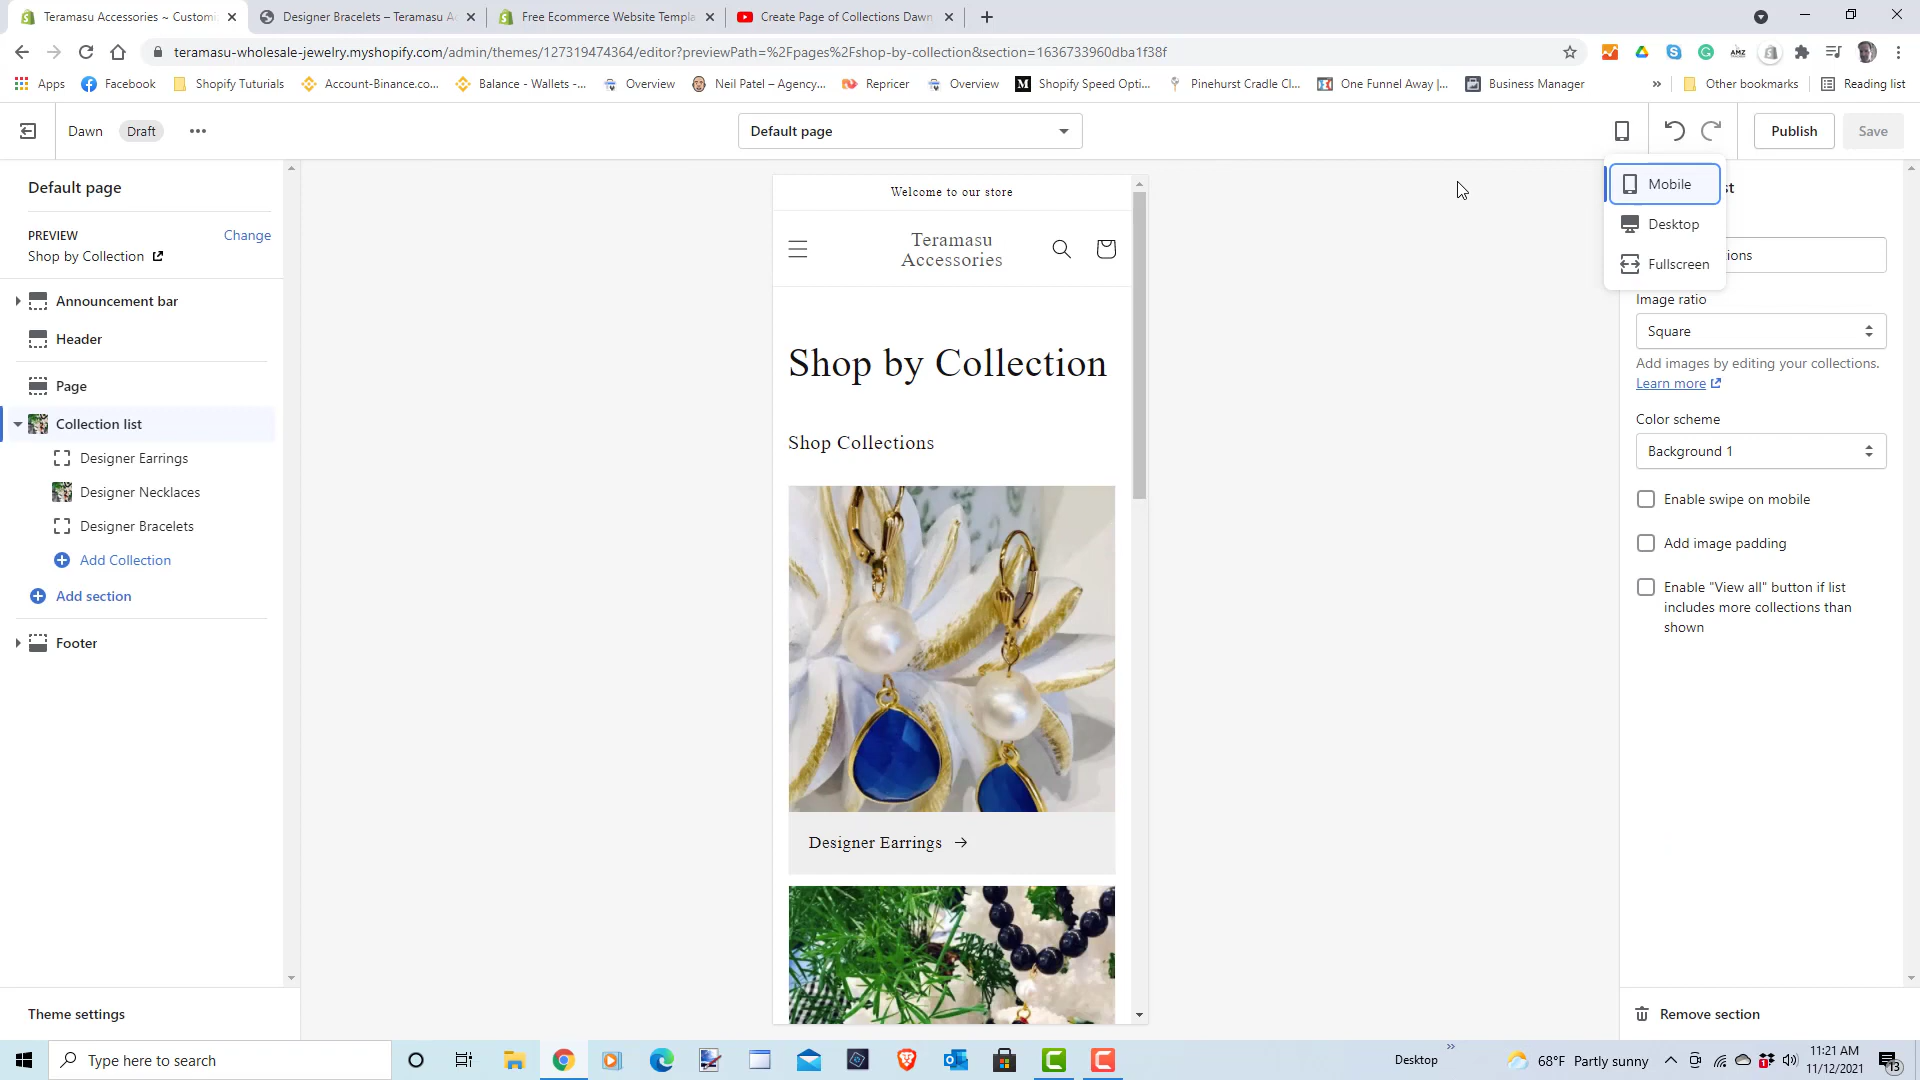 Teramasu Accessories ~ Customi
Designer Bracelets – Teramasu Ac
Free Ecommerce Website Templa
Create Page of Collections Dawn
teramasu-wholesale-jewelry.myshopify.com/admin/themes/127319474364/editor?previewPath=%2Fpages%2Fshop-by-collection&section=1636733960dba1f38f
Apps
Facebook
Shopify Tuturials
Account-Binance.co...
Balance - Wallets -...
Overview
Neil Patel – Agency...
Repricer
Overview
Shopify Speed Opti...
Pinehurst Cradle Cl...
One Funnel Away |...
Business Manager
»
Other bookmarks
Reading list
Dawn
Draft
Default page
Publish
Save
Default page
PREVIEW
Change
Shop by Collection
Announcement bar
Header
Page
Collection list
Designer Earrings
Designer Necklaces
Designer Bracelets
Add Collection
Add section
Footer
Theme settings
Welcome to our store
Teramasu
Accessories
Shop by Collection
Shop Collections
Designer Earrings
Mobile
Desktop
Fullscreen
st
ions
Image ratio
Square
Add images by editing your collections.
Learn more
Color scheme
Background 1
Enable swipe on mobile
Add image padding
Enable "View all" button if list
includes more collections than
shown
Remove section
Type here to search
Desktop
»
68°F Partly sunny
11:21 AM
11/12/2021
13